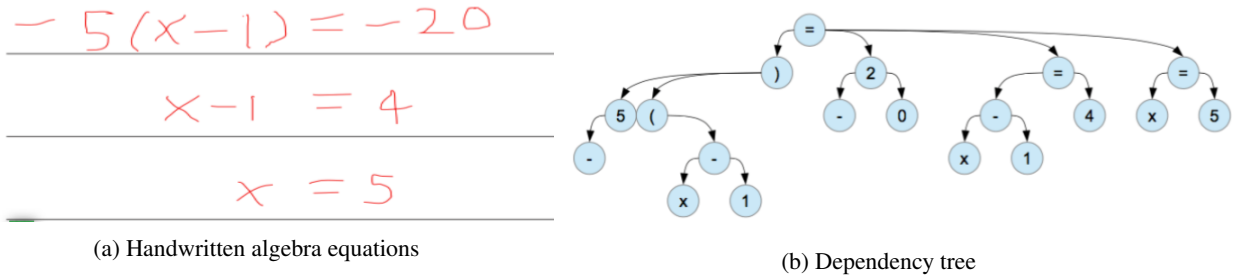 - 5(x-1) = -20
x-1 = 4
x = 5
(a) Handwritten algebra equations
=
) 2 = =
5 ( - 0 - 4 x 5
- - x 1
x 1
(b) Dependency tree